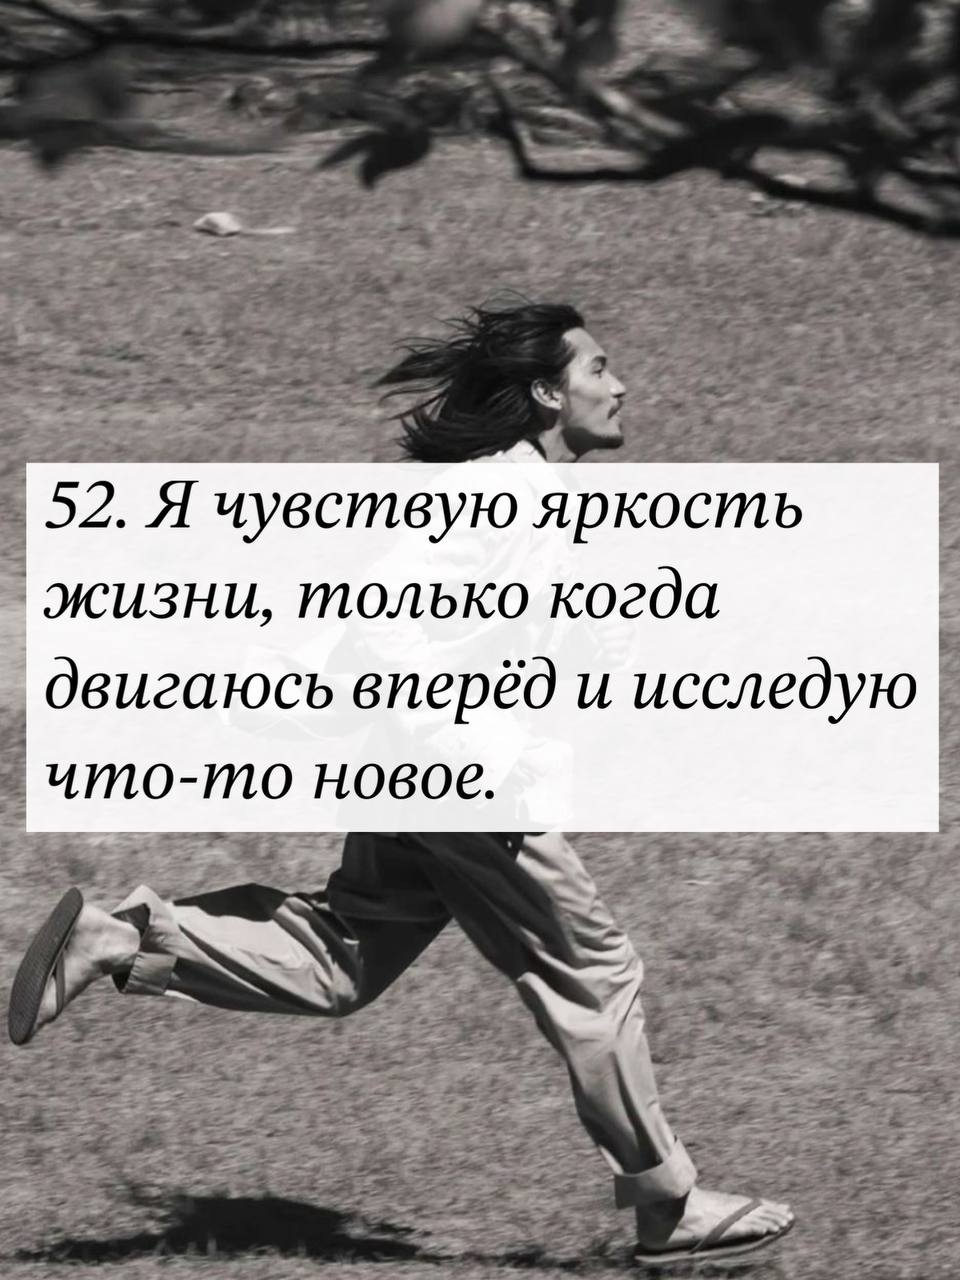 52. Я чувствую яркость
жизни, только когда
двигаюсь вперёд и исследую
что-то новое.